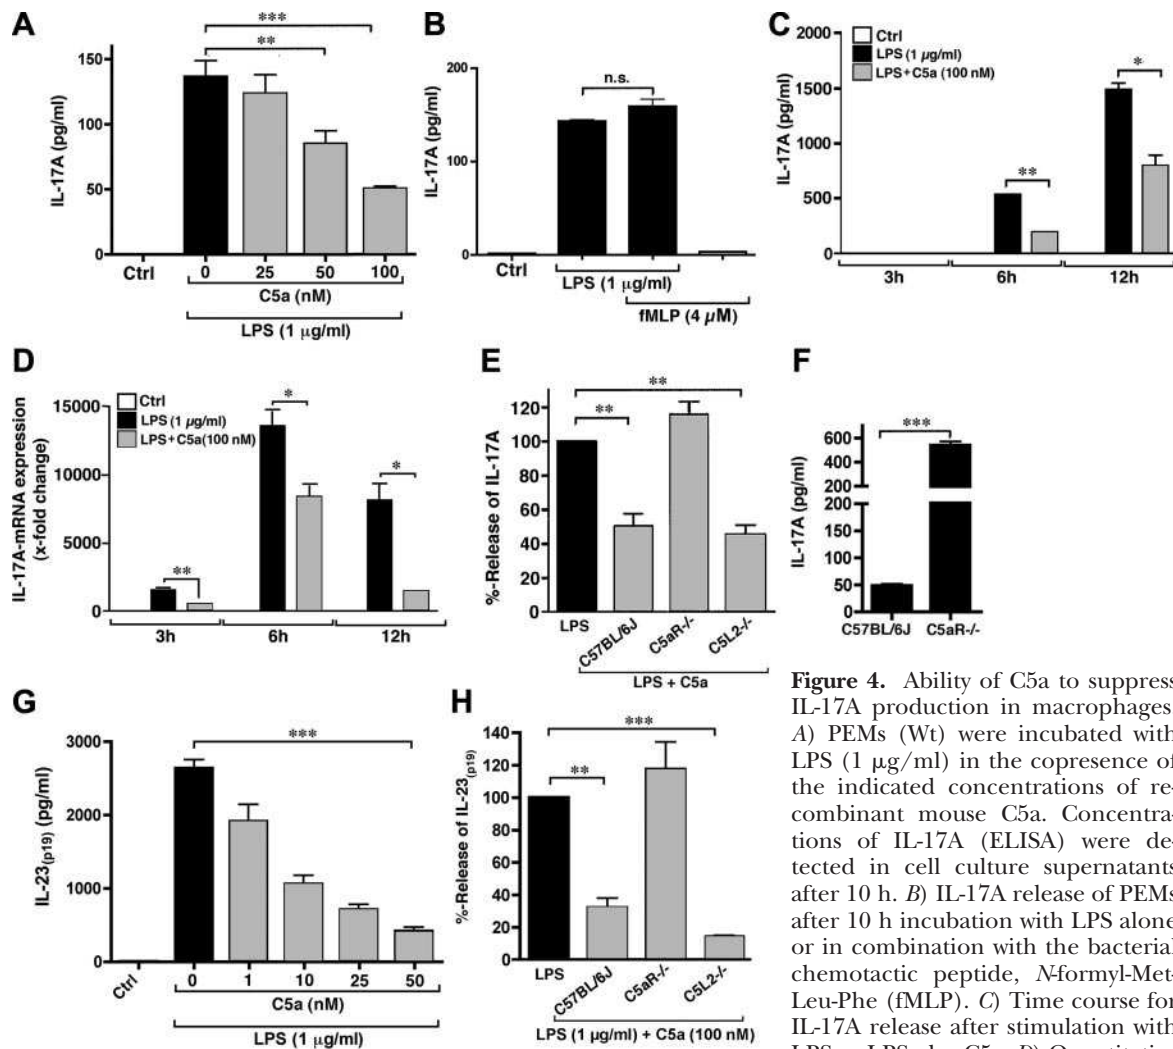 A
IL-17A (pg/ml)
150
100
50
0
***
**
Ctrl
0 25 50 100
C5a (nM)
LPS (1 µg/ml)
B
IL-17A (pg/ml)
200
100
0
n.s.
Ctrl
LPS (1 µg/ml)
fMLP (4 µM)
C
Ctrl
LPS (1 µg/ml)
LPS+C5a (100 nM)
IL-17A (pg/ml)
2000
1500
1000
500
0
**
*
3h 6h 12h
D
Ctrl
LPS (1 µg/ml)
LPS+C5a(100 nM)
IL-17A-mRNA expression
(x-fold change)
15000
10000
5000
0
**
*
*
3h 6h 12h
E
%-Release of IL-17A
120
100
80
60
40
20
0
**
**
LPS
C57BL/6J
C5aR-/-
C5L2-/-
LPS + C5a
F
IL-17A (pg/ml)
600
400
200
200
150
100
50
0
***
C57BL/6J C5aR-/-
G
IL-23(p19) (pg/ml)
3000
2000
1000
0
***
Ctrl
0 1 10 25 50
C5a (nM)
LPS (1 µg/ml)
H
%-Release of IL-23(p19)
140
120
100
80
60
40
20
0
***
**
LPS
C57BL/6J
C5aR-/-
C5L2-/-
LPS (1 µg/ml) + C5a (100 nM)
Figure 4. Ability of C5a to suppress
IL-17A production in macrophages
A) PEMs (Wt) were incubated with
LPS (1 µg/ml) in the copresence of
the indicated concentrations of re-
combinant mouse C5a. Concentra-
tions of IL-17A (ELISA) were de-
tected in cell culture supernatants
after 10 h. B) IL-17A release of PEMs
after 10 h incubation with LPS alone
or in combination with the bacterial
chemotactic peptide, N-formyl-Met-
Leu-Phe (fMLP). C) Time course for
IL-17A release after stimulation with